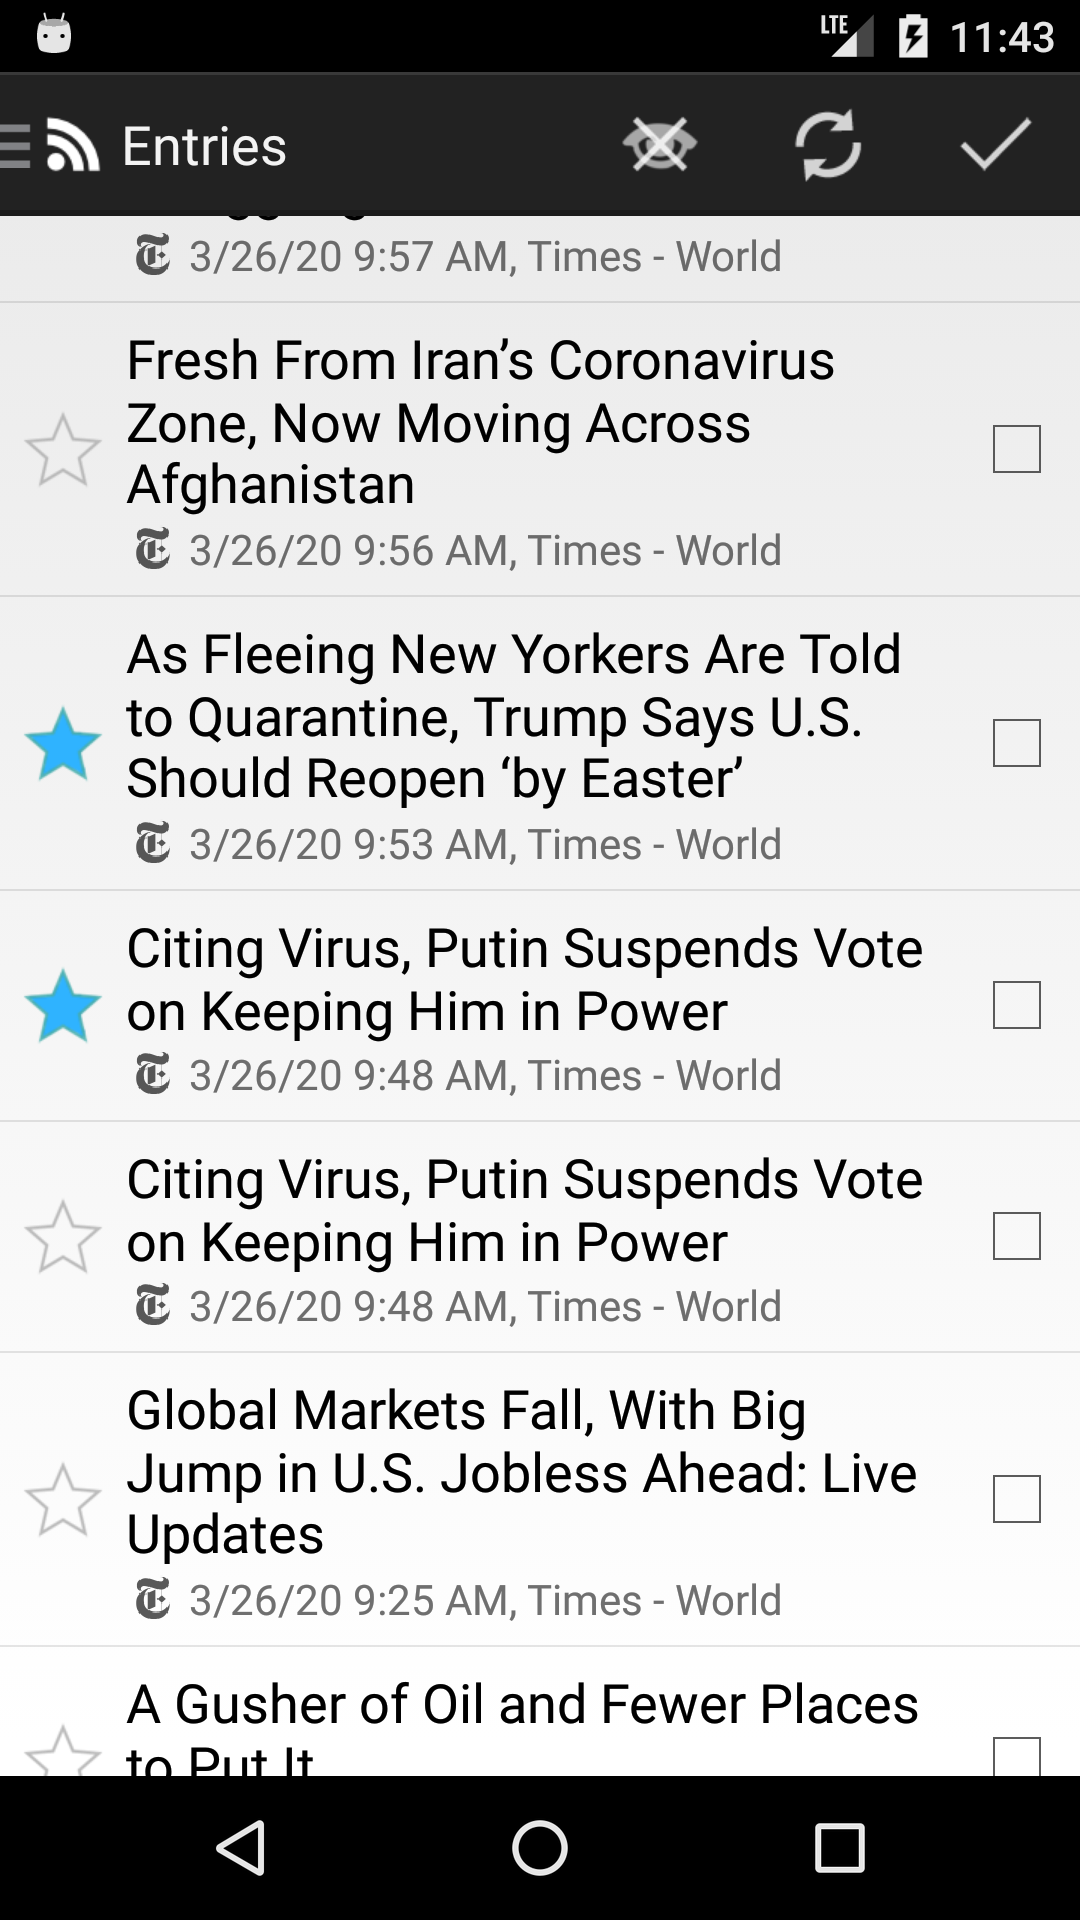 LTE 11:43
Entries
3/26/20 9:57 AM, Times - World
Fresh From Iran’s Coronavirus
Zone, Now Moving Across
Afghanistan
3/26/20 9:56 AM, Times - World
As Fleeing New Yorkers Are Told
to Quarantine, Trump Says U.S.
Should Reopen ‘by Easter’
3/26/20 9:53 AM, Times - World
Citing Virus, Putin Suspends Vote
on Keeping Him in Power
3/26/20 9:48 AM, Times - World
Citing Virus, Putin Suspends Vote
on Keeping Him in Power
3/26/20 9:48 AM, Times - World
Global Markets Fall, With Big
Jump in U.S. Jobless Ahead: Live
Updates
3/26/20 9:25 AM, Times - World
A Gusher of Oil and Fewer Places
to Put It